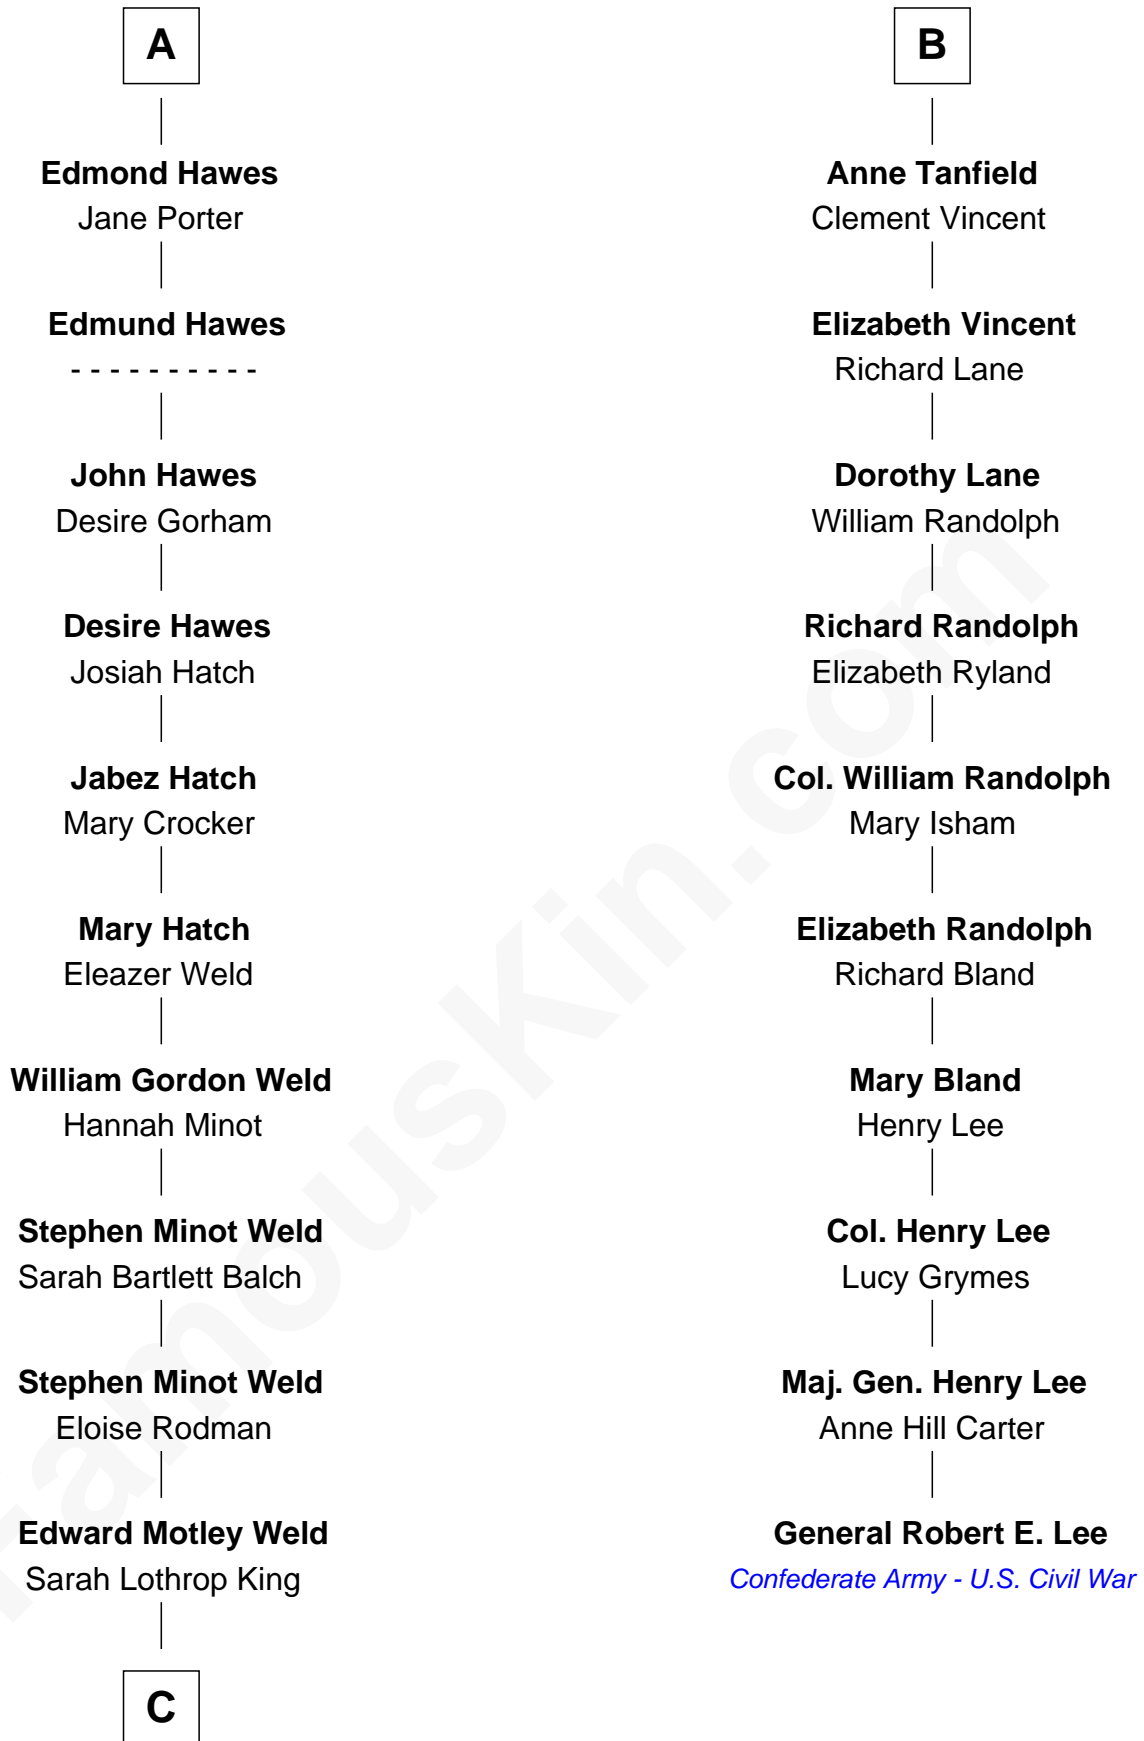 A
Edmond Hawes
Jane Porter
Edmund Hawes
- - - - - - - - - -
John Hawes
Desire Gorham
Desire Hawes
Josiah Hatch
Jabez Hatch
Mary Crocker
Mary Hatch
Eleazer Weld
William Gordon Weld
Hannah Minot
Stephen Minot Weld
Sarah Bartlett Balch
Stephen Minot Weld
Eloise Rodman
Edward Motley Weld
Sarah Lothrop King
C
B
Anne Tanfield
Clement Vincent
Elizabeth Vincent
Richard Lane
Dorothy Lane
William Randolph
Richard Randolph
Elizabeth Ryland
Col. William Randolph
Mary Isham
Elizabeth Randolph
Richard Bland
Mary Bland
Henry Lee
Col. Henry Lee
Lucy Grymes
Maj. Gen. Henry Lee
Anne Hill Carter
General Robert E. Lee
Confederate Army - U.S. Civil War
FamousKin.com